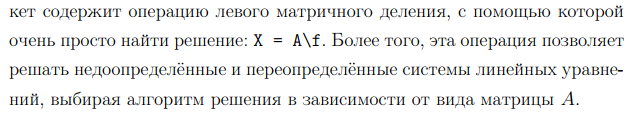 кет содержит операцию левого матричного деления, с помощью которой
очень просто найти решение: X = A\f. Более того, эта операция позволяет
решать недоопределённые и переопределённые системы линейных уравне-
ний, выбирая алгоритм решения в зависимости от вида матрицы A.